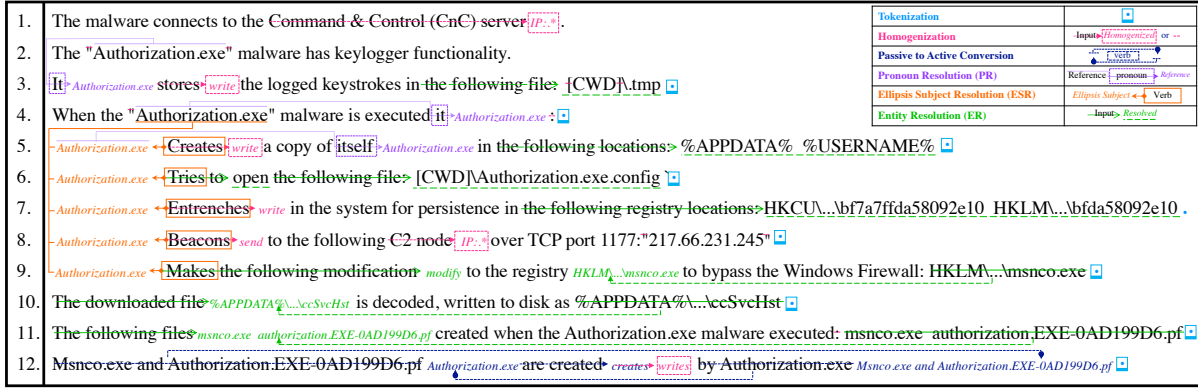 1. The malware connects to the Command & Control (CnC) server IP:.* .
2. The "Authorization.exe" malware has keylogger functionality.
3. It Authorization.exe stores write the logged keystrokes in the following file: [CWD]\.tmp
4. When the "Authorization.exe" malware is executed it Authorization.exe :
5. Authorization.exe Creates write a copy of itself Authorization.exe in the following locations: %APPDATA% %USERNAME%
6. Authorization.exe Tries to open the following file: [CWD]\Authorization.exe.config `
7. Authorization.exe Entrenches write in the system for persistence in the following registry locations: HKCU\...\bf7a7ffda58092e10 HKLM\...\bfda58092e10 .
8. Authorization.exe Beacons send to the following C2 node IP:.* over TCP port 1177:"217.66.231.245"
9. Authorization.exe Makes the following modification modify to the registry HKLM\...\msnco.exe to bypass the Windows Firewall: HKLM\...\msnco.exe
10. The downloaded file %APPDATA%\...\ccSvcHst is decoded, written to disk as %APPDATA%\...\ccSvcHst
11. The following files msnco.exe authorization.EXE-0AD199D6.pf created when the Authorization.exe malware executed: msnco.exe authorization.EXE-0AD199D6.pf
12. Msnco.exe and Authorization.EXE-0AD199D6.pf Authorization.exe are created creates writes by Authorization.exe Msnco.exe and Authorization.EXE-0AD199D6.pf
Tokenization
Homogenization Input Homogenized or --
Passive to Active Conversion verb
Pronoun Resolution (PR) Reference pronoun Reference
Ellipsis Subject Resolution (ESR) Ellipsis Subject Verb
Entity Resolution (ER) Input Resolved